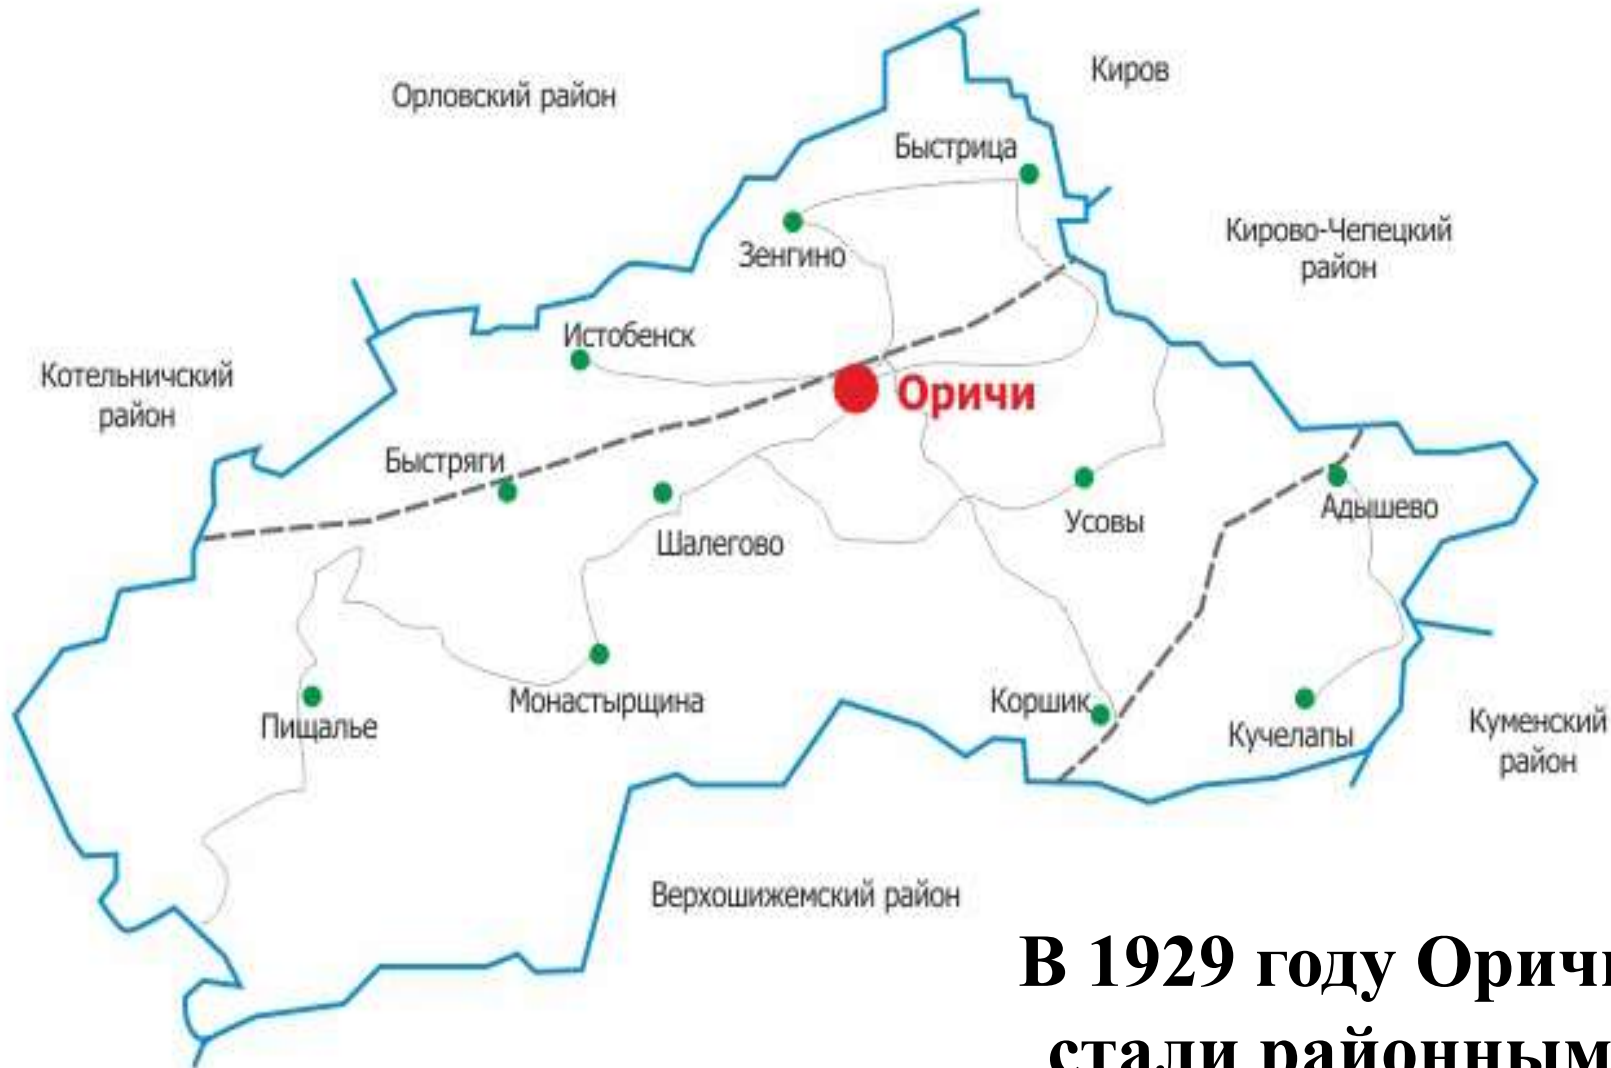 Киров
Орловский район
Быстрица
Кирово-Чепецкий
район
Зенгино
Истобенск
Котельничский
район
Оричи
Быстряги
Адышево
Усовы
Шалегово
Монастырщина
Коршик
Пищалье
Кучелапы
Куменский
район
Верхошижемский район
В 1929 году Оричи
стали районным